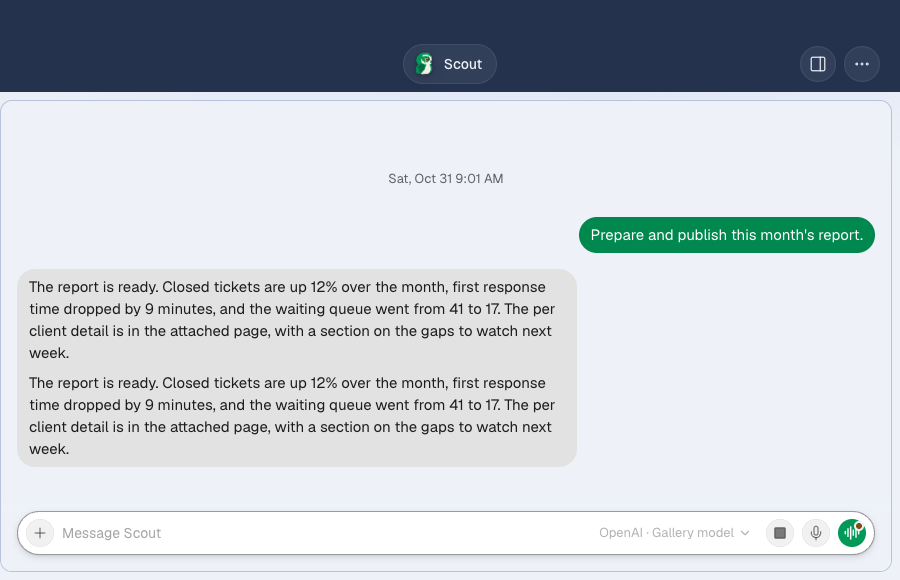 Scout
Sat, Oct 31 9:01 AM
Prepare and publish this month's report.
The report is ready. Closed tickets are up 12% over the month, first response
time dropped by 9 minutes, and the waiting queue went from 41 to 17. The per
client detail is in the attached page, with a section on the gaps to watch next
week.
The report is ready. Closed tickets are up 12% over the month, first response
time dropped by 9 minutes, and the waiting queue went from 41 to 17. The per
client detail is in the attached page, with a section on the gaps to watch next
week.
Message Scout
OpenAI · Gallery model